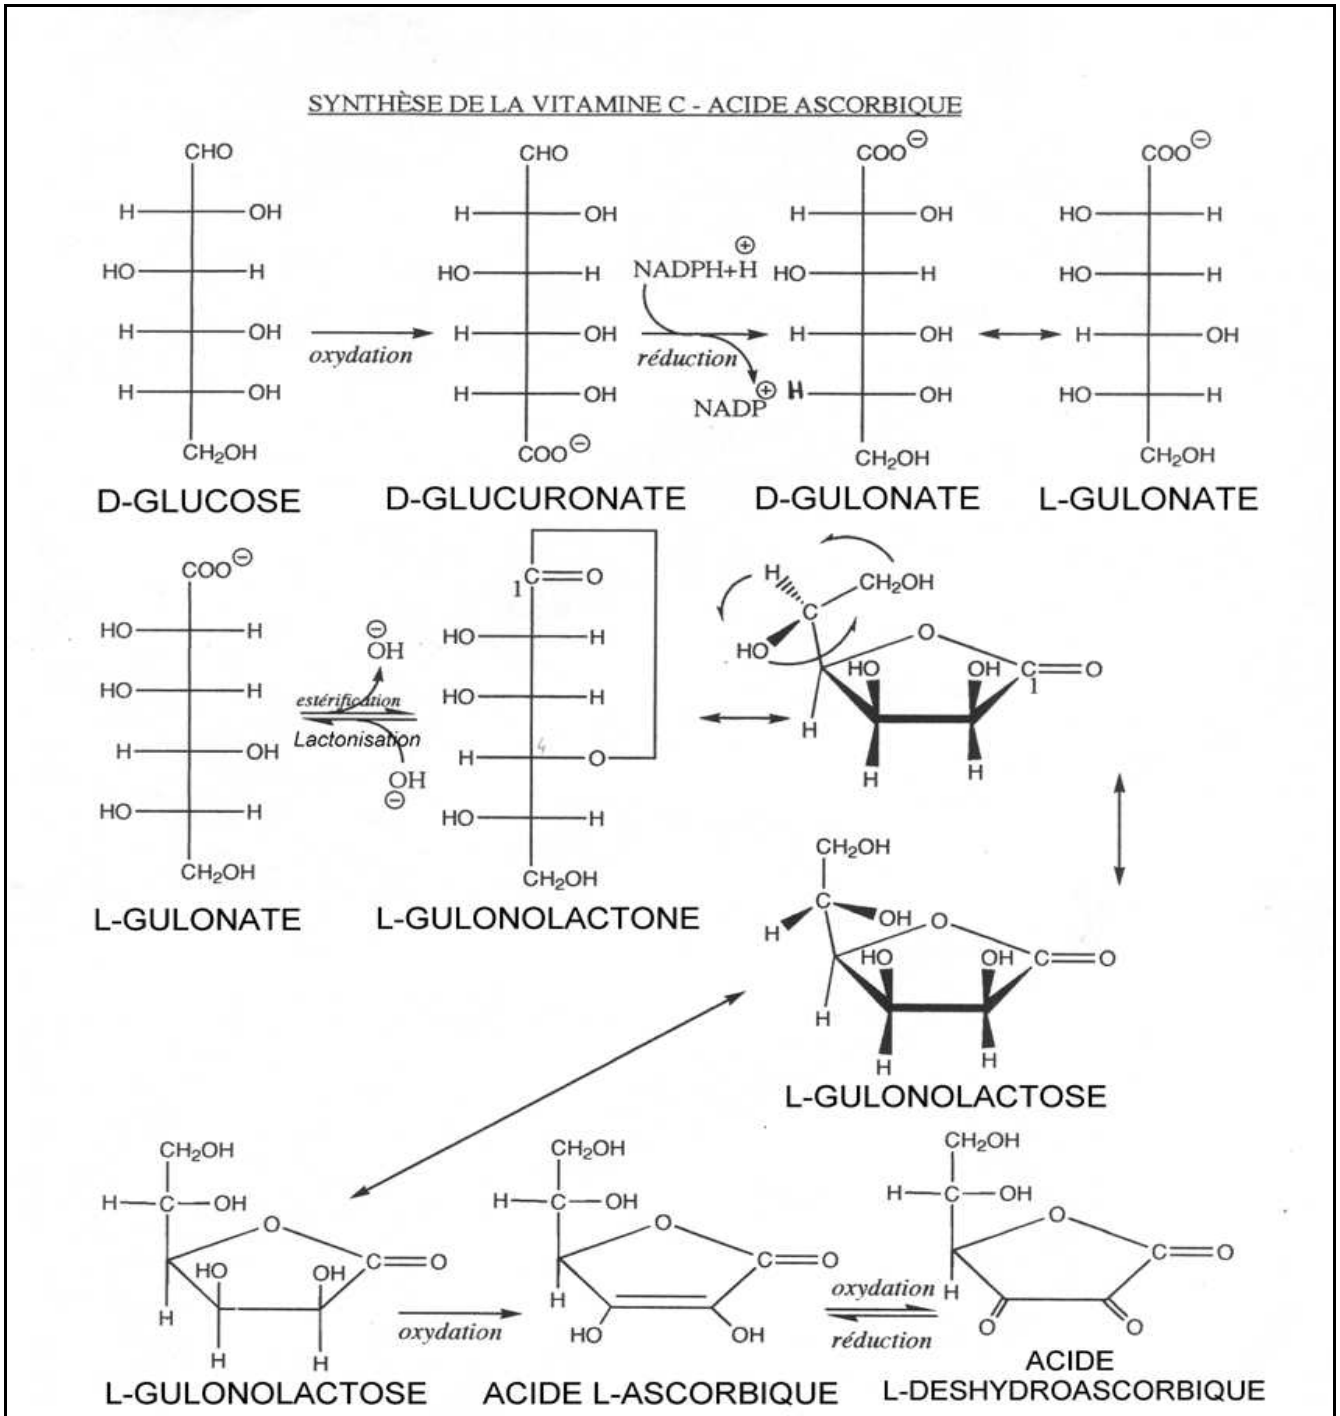 SYNTHÈSE DE LA VITAMINE C - ACIDE ASCORBIQUE
CHO CHO COO⊖ COO⊖
H OH H OH H OH HO H
HO H HO H NADPH+H⊕ HO H HO H
H OH oxydation H OH réduction H OH H OH
H OH H OH NADP⊕ H OH HO H
CH₂OH COO⊖ CH₂OH CH₂OH
D-GLUCOSE D-GLUCURONATE D-GULONATE L-GULONATE
COO⊖
HO H
HO H
H OH
HO H
CH₂OH
L-GULONATE
⊖
OH
estérification
Lactonisation
OH
⊖
1 C O
HO H
HO H
4
H O
HO H
CH₂OH
L-GULONOLACTONE
H CH₂OH
C
HO O
HO OH C O
1
H
H H
CH₂OH
C OH O
H
HO OH C O
H
H H
L-GULONOLACTOSE
CH₂OH
H C OH
O
C O
HO OH
H
H H
L-GULONOLACTOSE
oxydation
CH₂OH
H C OH
O
C O
H
HO OH
ACIDE L-ASCORBIQUE
oxydation
réduction
CH₂OH
H C OH
O
C O
H
O O
ACIDE
L-DESHYDROASCORBIQUE